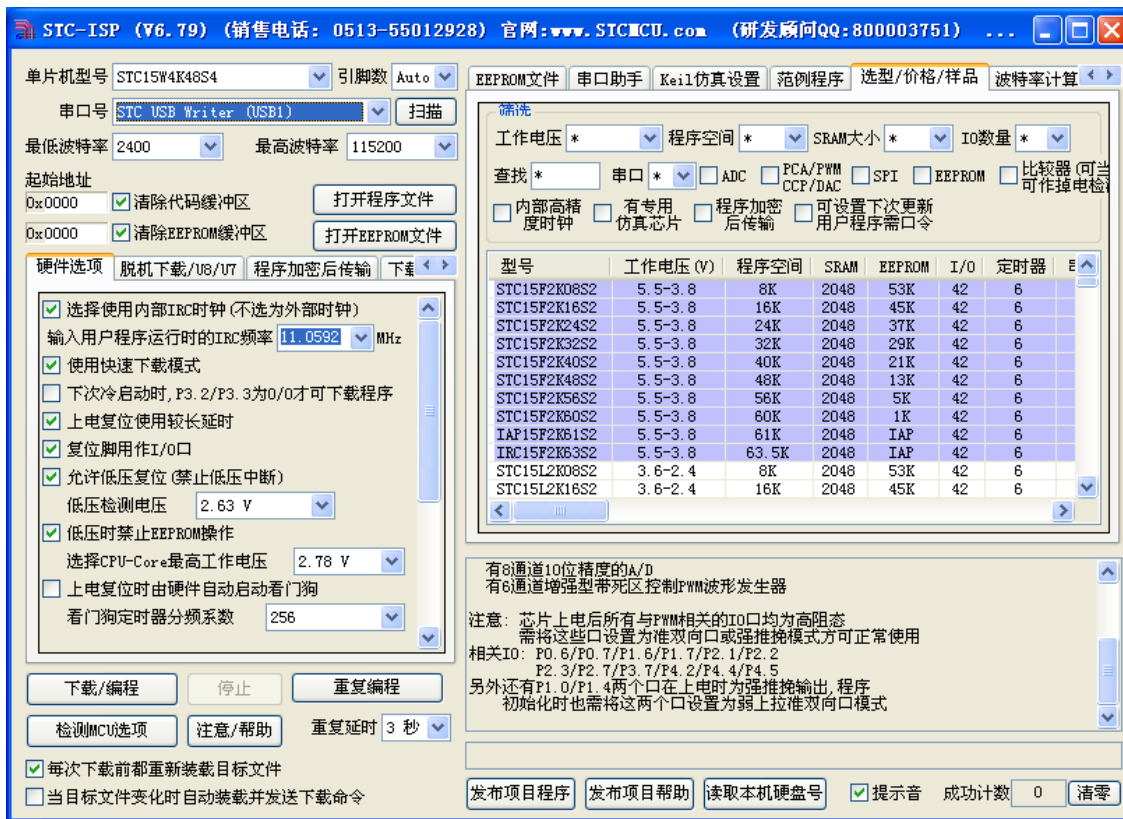 STC-ISP (V6.79) (销售电话: 0513-55012928) 官网:www.STCMCU.com (研发顾问QQ:800003751) ...
单片机型号 STC15W4K48S4 引脚数 Auto
串口号 STC USB Writer (USB1) 扫描
最低波特率 2400 最高波特率 115200
起始地址
0x0000 清除代码缓冲区 打开程序文件
0x0000 清除EEPROM缓冲区 打开EEPROM文件
硬件选项 脱机下载/U8/U7 程序加密后传输
选择使用内部IRC时钟(不选为外部时钟)
输入用户程序运行时的IRC频率 11.0592 MHz
使用快速下载模式
下次冷启动时,P3.2/P3.3为0/0才可下载程序
上电复位使用较长延时
复位脚用作I/O口
允许低压复位(禁止低压中断)
低压检测电压 2.63 V
低压时禁止EEPROM操作
选择CPU-Core最高工作电压 2.78 V
上电复位时由硬件自动启动看门狗
看门狗定时器分频系数 256
下载/编程 停止 重复编程
检测MCU选项 注意/帮助 重复延时 3 秒
每次下载前都重新装载目标文件
当目标文件变化时自动装载并发送下载命令
EEPROM文件 串口助手 Keil仿真设置 范例程序 选型/价格/样品 波特率计算
筛选
工作电压 * 程序空间 * SRAM大小 * IO数量 *
查找 * 串口 * ADC PCA/PWM CCP/DAC SPI EEPROM 比较器(可当 可作掉电检
内部高精度时钟 有专用仿真芯片 程序加密后传输 可设置下次更新用户程序需口令
型号 工作电压(V) 程序空间 SRAM EEPROM I/O 定时器
STC15F2K08S2 5.5-3.8 8K 2048 53K 42 6
STC15F2K16S2 5.5-3.8 16K 2048 45K 42 6
STC15F2K24S2 5.5-3.8 24K 2048 37K 42 6
STC15F2K32S2 5.5-3.8 32K 2048 29K 42 6
STC15F2K40S2 5.5-3.8 40K 2048 21K 42 6
STC15F2K48S2 5.5-3.8 48K 2048 13K 42 6
STC15F2K56S2 5.5-3.8 56K 2048 5K 42 6
STC15F2K60S2 5.5-3.8 60K 2048 1K 42 6
IAP15F2K61S2 5.5-3.8 61K 2048 IAP 42 6
IRC15F2K63S2 5.5-3.8 63.5K 2048 IAP 42 6
STC15L2K08S2 3.6-2.4 8K 2048 53K 42 6
STC15L2K16S2 3.6-2.4 16K 2048 45K 42 6
有8通道10位精度的A/D
有6通道增强型带死区控制PWM波形发生器
注意: 芯片上电后所有与PWM相关的IO口均为高阻态
需将这些口设置为准双向口或强推挽模式方可正常使用
相关IO: P0.6/P0.7/P1.6/P1.7/P2.1/P2.2
P2.3/P2.7/P3.7/P4.2/P4.4/P4.5
另外还有P1.0/P1.4两个口在上电时为强推挽输出,程序
初始化时也需将这两个口设置为弱上拉准双向口模式
发布项目程序 发布项目帮助 读取本机硬盘号 提示音 成功计数 0 清零